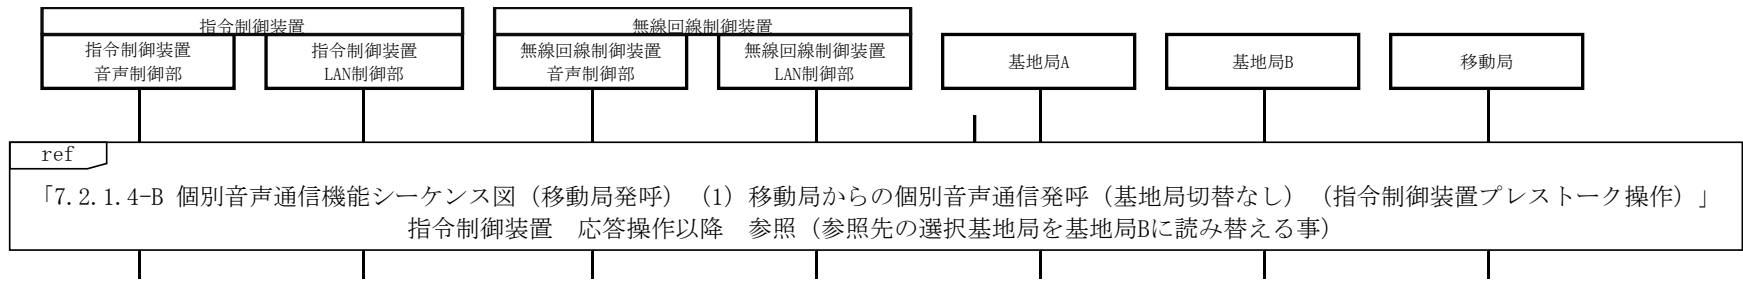 指令制御装置
無線回線制御装置
指令制御装置
音声制御部
指令制御装置
LAN制御部
無線回線制御装置
音声制御部
無線回線制御装置
LAN制御部
基地局A
基地局B
移動局
ref
「7.2.1.4-B 個別音声通信機能シーケンス図（移動局発呼）（1）移動局からの個別音声通信発呼（基地局切替なし）（指令制御装置プレストーク操作）」
指令制御装置　応答操作以降　参照（参照先の選択基地局を基地局Bに読み替える事）